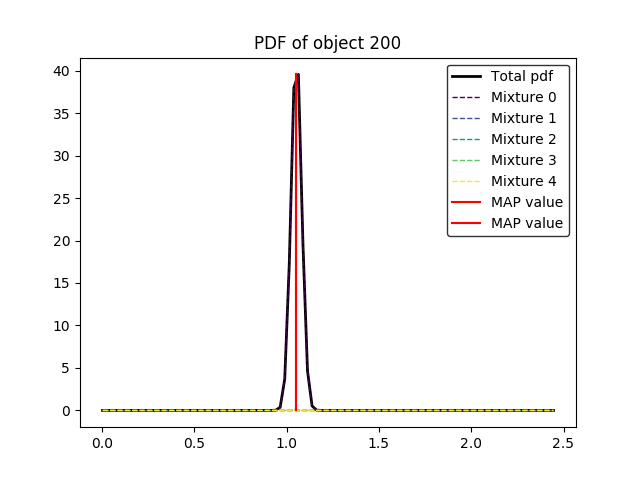 PDF of object 200
40
35
30
25
20
15
10
5
0
0.0 0.5 1.0 1.5 2.0 2.5
Total pdf
Mixture 0
Mixture 1
Mixture 2
Mixture 3
Mixture 4
MAP value
MAP value